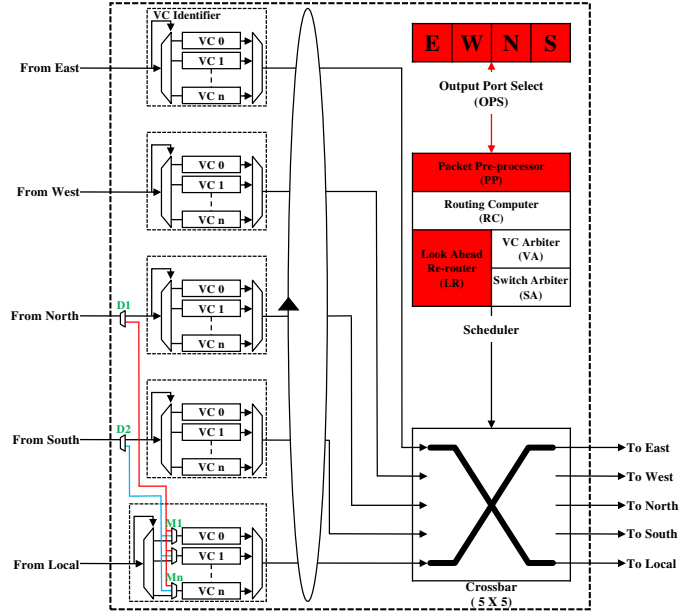 VC Identifier
VC 0
VC 1
VC n
From East
VC 0
VC 1
VC n
From West
VC 0
VC 1
VC n
D1
From North
VC 0
VC 1
VC n
D2
From South
M1
VC 0
VC 1
Mn
VC n
From Local
E W N S
Output Port Select
(OPS)
Packet Pre-processor
(PP)
Routing Computer
(RC)
Look Ahead
Re-router
(LR)
VC Arbiter
(VA)
Switch Arbiter
(SA)
Scheduler
To East
To West
To North
To South
To Local
Crossbar
( 5 X 5)